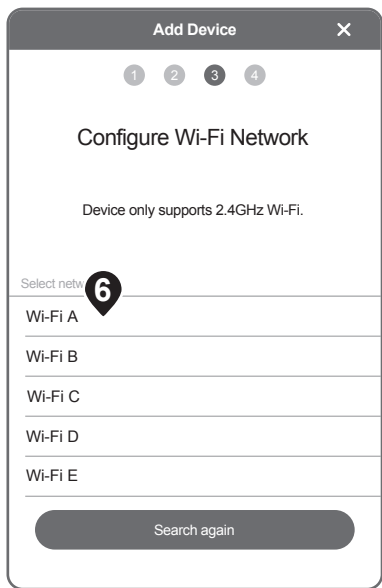 Add Device ×
1 2 3 4
Configure Wi-Fi Network
Device only supports 2.4GHz Wi-Fi.
Select
6
Wi-Fi A
Wi-Fi B
Wi-Fi C
Wi-Fi D
Wi-Fi E
Search again